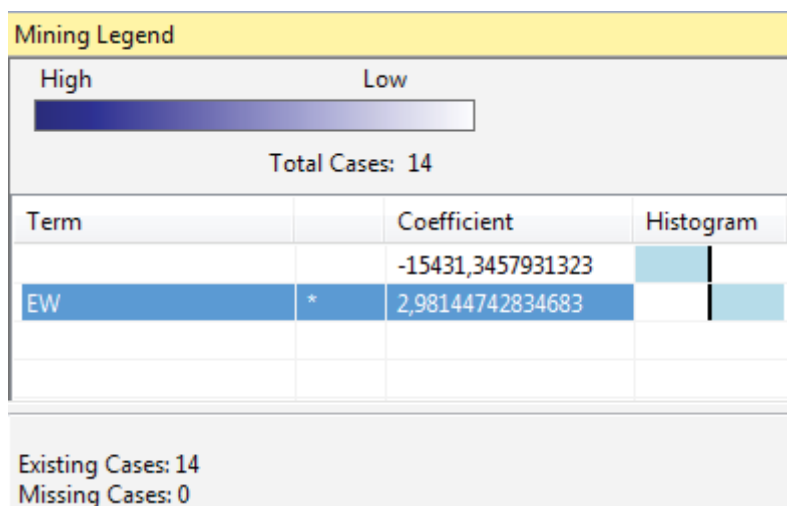 Mining Legend
High Low
Total Cases: 14
Term Coefficient Histogram
-15431,3457931323
EW * 2,98144742834683
Existing Cases: 14
Missing Cases: 0